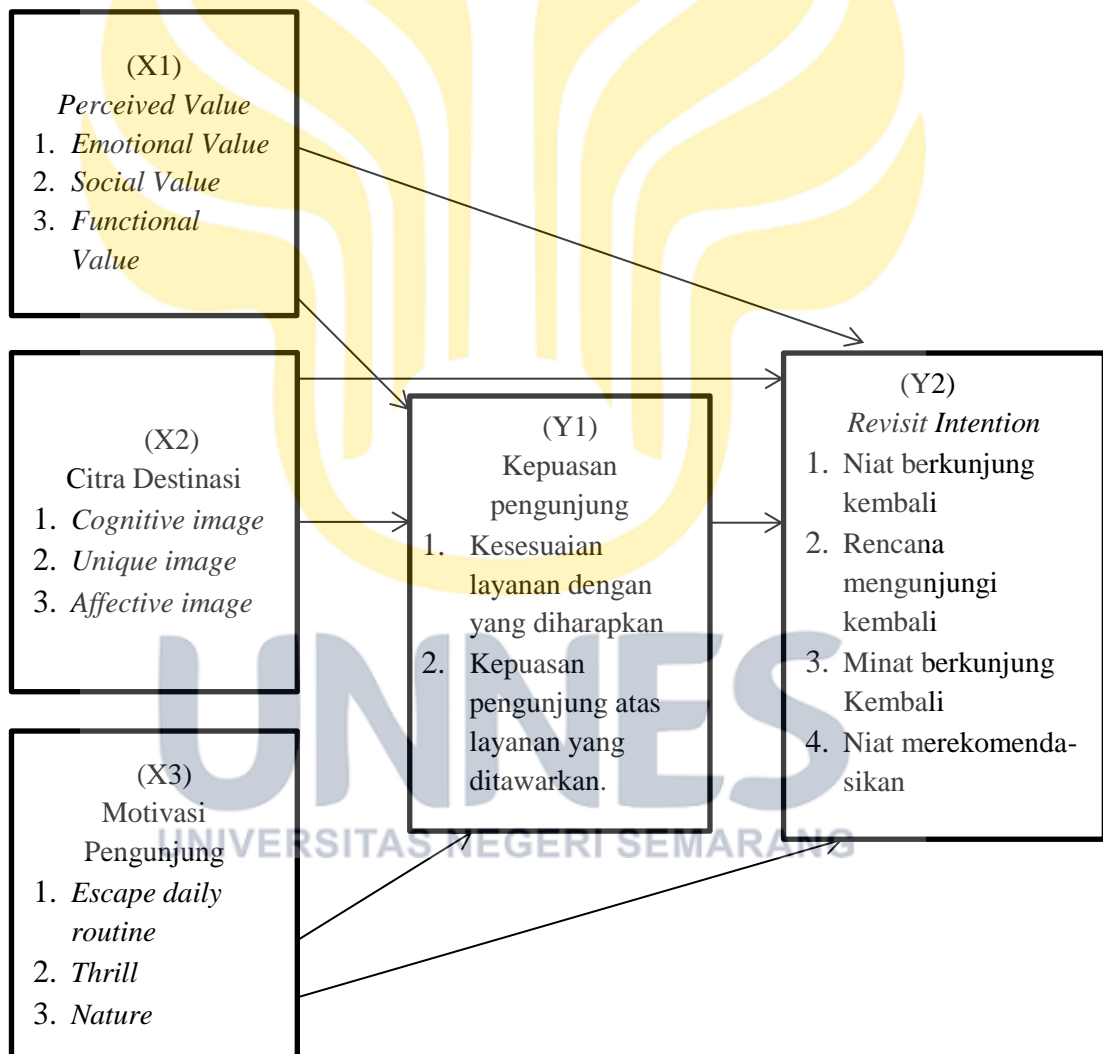 (X1)
Perceived Value
1. Emotional Value
2. Social Value
3. Functional
Value
(X2)
Citra Destinasi
1. Cognitive image
2. Unique image
3. Affective image
(X3)
Motivasi
Pengunjung
1. Escape daily
routine
2. Thrill
3. Nature
(Y1)
Kepuasan
pengunjung
1. Kesesuaian
layanan dengan
yang diharapkan
2. Kepuasan
pengunjung atas
layanan yang
ditawarkan.
(Y2)
Revisit Intention
1. Niat berkunjung
kembali
2. Rencana
mengunjungi
kembali
3. Minat berkunjung
Kembali
4. Niat merekomenda-
sikan
UNNES
UNIVERSITAS NEGERI SEMARANG